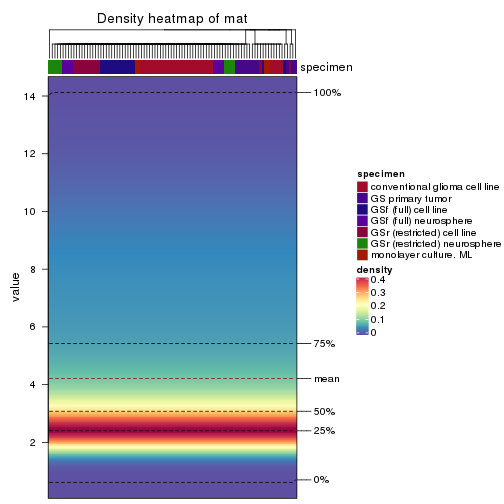 Density heatmap of mat
specimen
14
12
10
8
6
4
2
value
100%
75%
mean
50%
25%
0%
specimen
conventional glioma cell line
GS primary tumor
GSf (full) cell line
GSf (full) neurosphere
GSr (restricted) cell line
GSr (restricted) neurosphere
monolayer culture. ML
density
0.4
0.3
0.2
0.1
0